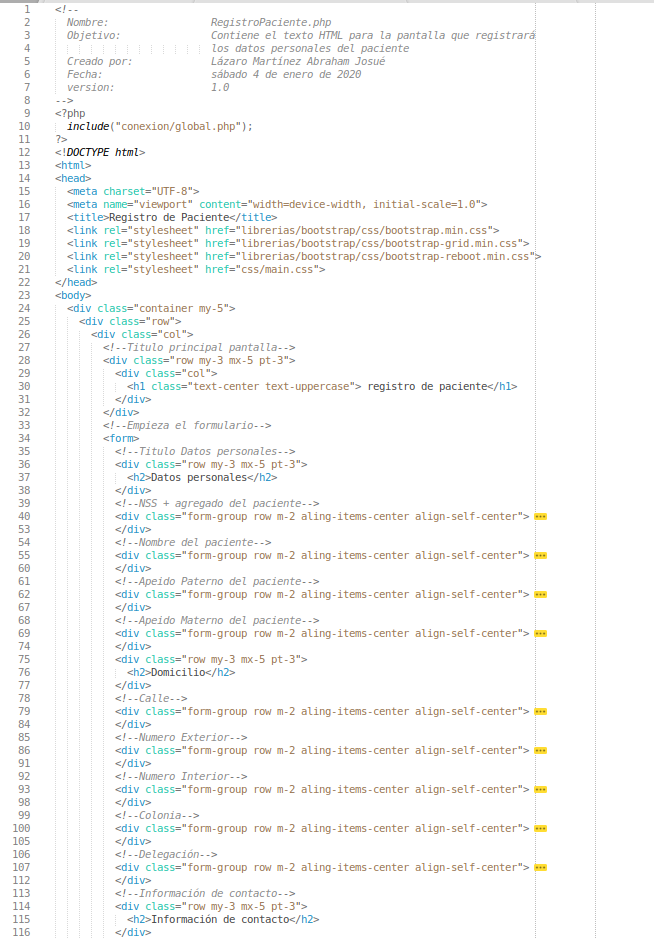 1 <!--
2 Nombre: RegistroPaciente.php
3 Objetivo: Contiene el texto HTML para la pantalla que registrará
4 los datos personales del paciente
5 Creado por: Lázaro Martínez Abraham Josué
6 Fecha: sábado 4 de enero de 2020
7 version: 1.0
8 -->
9 <?php
10 include("conexion/global.php");
11 ?>
12 <!DOCTYPE html>
13 <html>
14 <head>
15 <meta charset="UTF-8">
16 <meta name="viewport" content="width=device-width, initial-scale=1.0">
17 <title>Registro de Paciente</title>
18 <link rel="stylesheet" href="librerias/bootstrap/css/bootstrap.min.css">
19 <link rel="stylesheet" href="librerias/bootstrap/css/bootstrap-grid.min.css">
20 <link rel="stylesheet" href="librerias/bootstrap/css/bootstrap-reboot.min.css">
21 <link rel="stylesheet" href="css/main.css">
22 </head>
23 <body>
24 <div class="container my-5">
25 <div class="row">
26 <div class="col">
27 <!--Titulo principal pantalla-->
28 <div class="row my-3 mx-5 pt-3">
29 <div class="col">
30 <h1 class="text-center text-uppercase"> registro de paciente</h1>
31 </div>
32 </div>
33 <!--Empieza el formulario-->
34 <form>
35 <!--Titulo Datos personales-->
36 <div class="row my-3 mx-5 pt-3">
37 <h2>Datos personales</h2>
38 </div>
39 <!--NSS + agregado del paciente-->
40 <div class="form-group row m-2 aling-items-center align-self-center"> ...
53 </div>
54 <!--Nombre del paciente-->
55 <div class="form-group row m-2 aling-items-center align-self-center"> ...
60 </div>
61 <!--Apeido Paterno del paciente-->
62 <div class="form-group row m-2 aling-items-center align-self-center"> ...
67 </div>
68 <!--Apeido Materno del paciente-->
69 <div class="form-group row m-2 aling-items-center align-self-center"> ...
74 </div>
75 <div class="row my-3 mx-5 pt-3">
76 <h2>Domicilio</h2>
77 </div>
78 <!--Calle-->
79 <div class="form-group row m-2 aling-items-center align-self-center"> ...
84 </div>
85 <!--Numero Exterior-->
86 <div class="form-group row m-2 aling-items-center align-self-center"> ...
91 </div>
92 <!--Numero Interior-->
93 <div class="form-group row m-2 aling-items-center align-self-center"> ...
98 </div>
99 <!--Colonia-->
100 <div class="form-group row m-2 aling-items-center align-self-center"> ...
105 </div>
106 <!--Delegación-->
107 <div class="form-group row m-2 aling-items-center align-self-center"> ...
112 </div>
113 <!--Información de contacto-->
114 <div class="row my-3 mx-5 pt-3">
115 <h2>Información de contacto</h2>
116 </div>